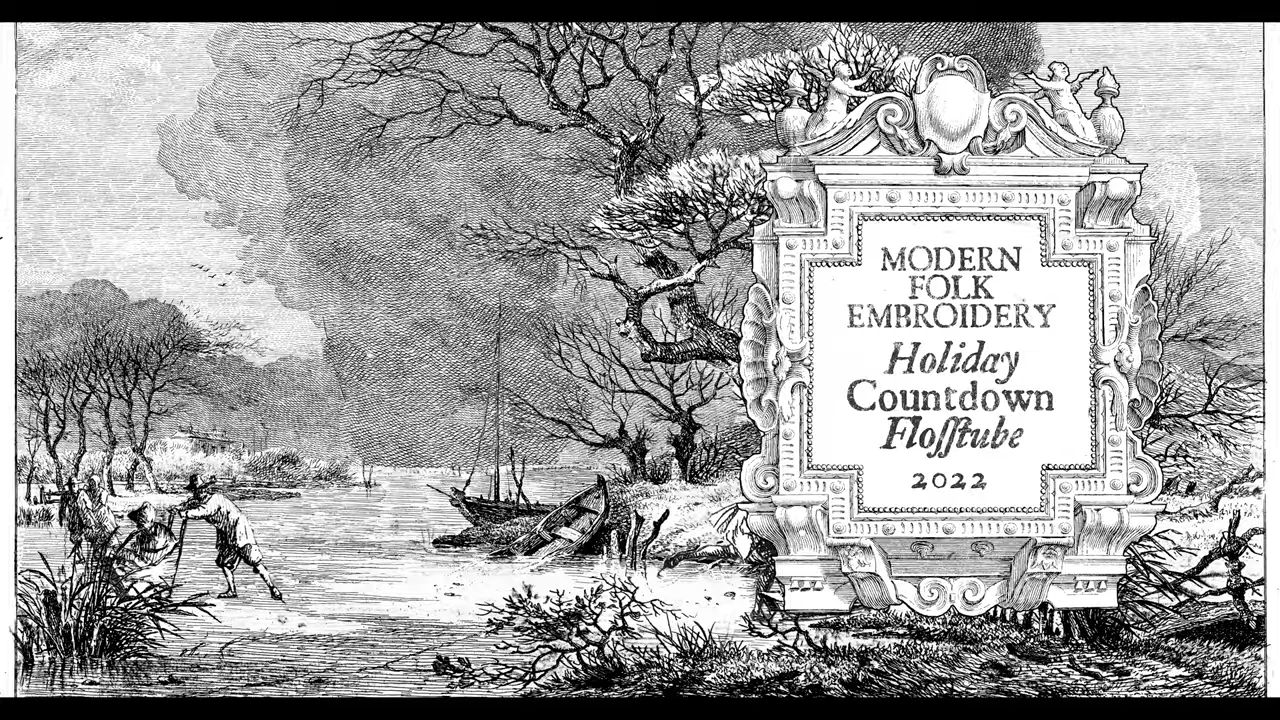 MODERN
FOLK
EMBROIDERY
Holiday
Countdown
Floſſtube
2022